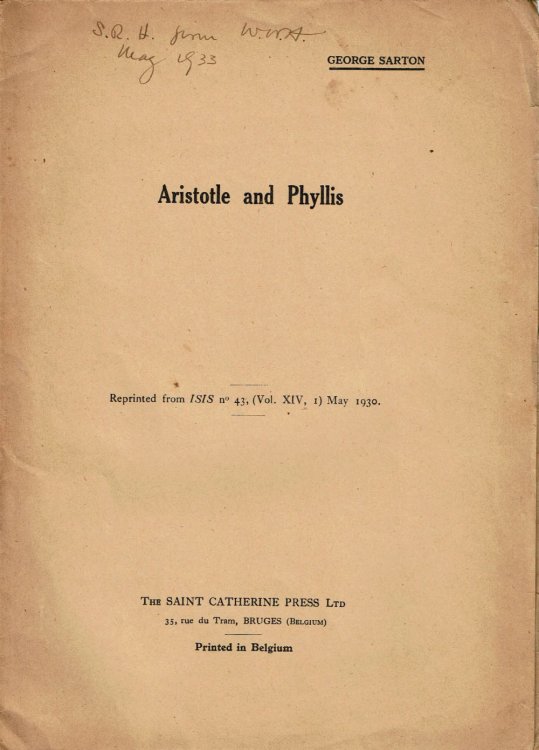 S.R.H. from W.W.H.
May 1933
GEORGE SARTON
Aristotle and Phyllis
Reprinted from ISIS nº 43, (Vol. XIV, 1) May 1930.
THE SAINT CATHERINE PRESS LTD
35, rue du Tram, BRUGES (BELGIUM)
Printed in Belgium